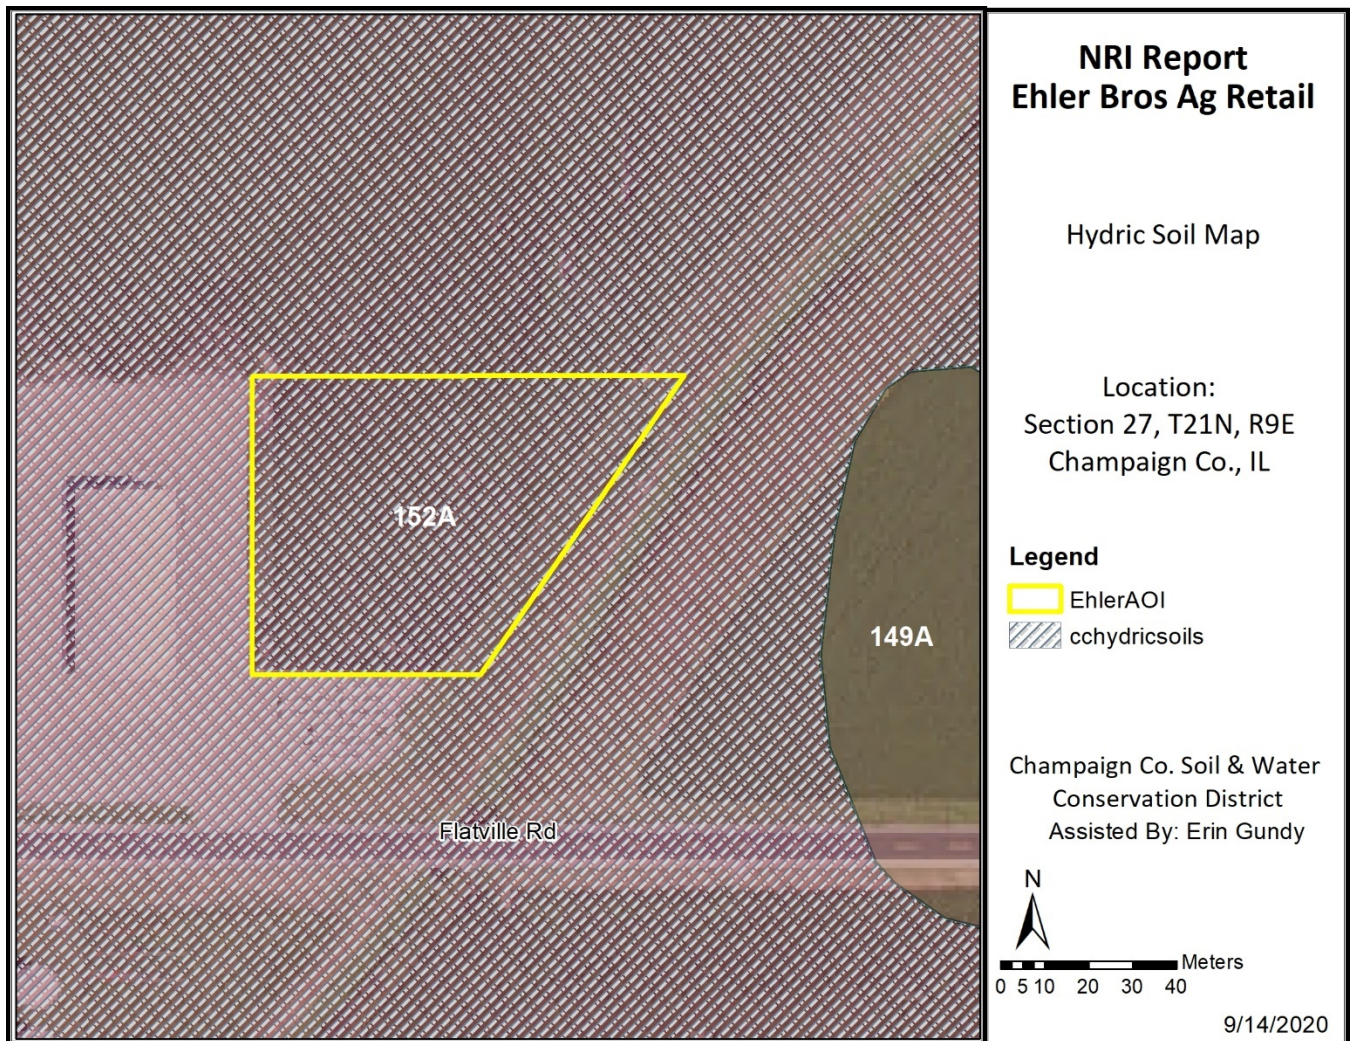 NRI Report
Ehler Bros Ag Retail
Hydric Soil Map
Location:
Section 27, T21N, R9E
Champaign Co., IL
Legend
EhlerAOI
cchydricsoils
Champaign Co. Soil & Water
Conservation District
Assisted By: Erin Gundy
N
Meters
0 5 10 20 30 40
9/14/2020
152A
149A
Flatville Rd